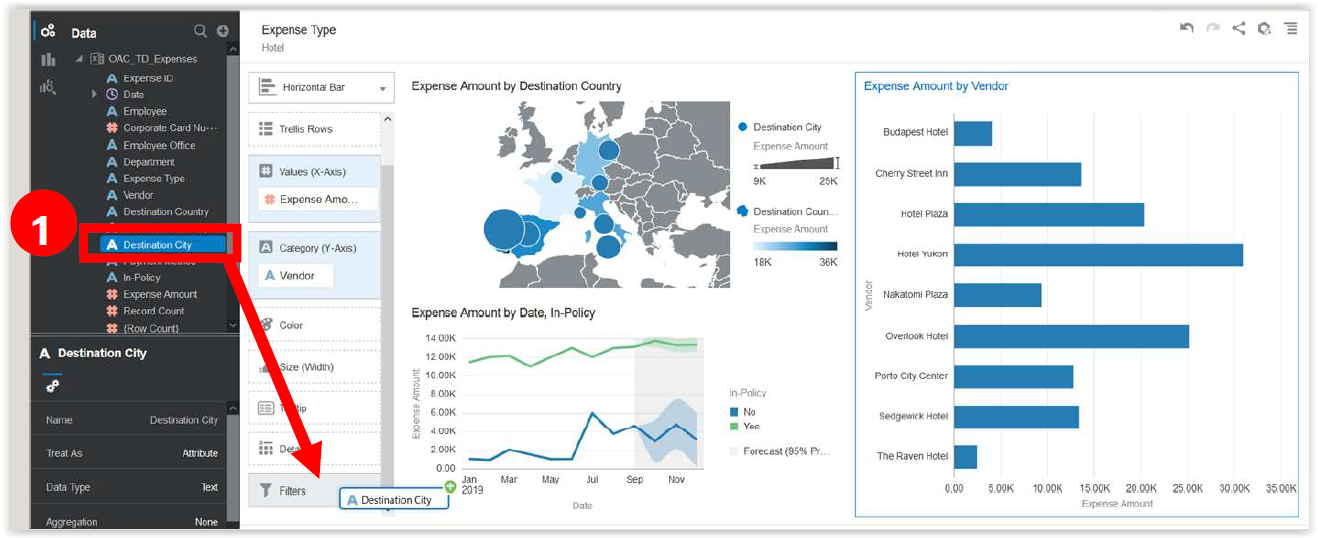 Data
OAC_TD_Expenses
Expense ID
Date
Employee
Corporate Card Nu···
Employee Office
Department
Expense Type
Vendor
Destination Country
1
Destination City
In-Policy
Expense Amount
Record Count
(Row Count)
Destination City
Name
Destination City
Treat As
Attribute
Data Type
Text
Aggregation
None
Expense Type
Hotel
Horizontal Bar
Trellis Rows
Values (X-Axis)
Expense Amo...
Category (Y-Axis)
Vendor
Color
Size (Width)
Filters
Destination City
Expense Amount by Destination Country
Destination City
Expense Amount
9K
25K
Destination Coun...
Expense Amount
18K
36K
Expense Amount by Date, In-Policy
Expense Amount
14.00K
12.00K
10.00K
8.00K
6.00K
4.00K
2.00K
0.00
Jan
2019
Mar
May
Jul
Sep
Nov
Date
In-Policy
No
Yes
Forecast (95% Pr...
Expense Amount by Vendor
Vendor
Budapest Hotel
Cherry Street Inn
Hotel Plaza
Hotel Yukon
Nakatomi Plaza
Overlook Hotel
Porto City Center
Sedgewick Hotel
The Raven Hotel
0.00
5.00K
10.00K
15.00K
20.00K
25.00K
30.00K
35.00K
Expense Amount